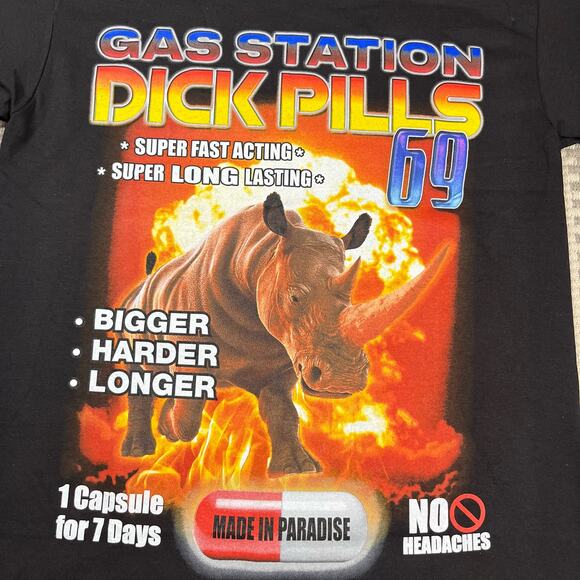 GAS STATION
DICK PILLS
69
* SUPER FAST ACTING *
* SUPER LONG LASTING *
• BIGGER
• HARDER
• LONGER
1 Capsule
for 7 Days
MADE IN PARADISE
NO
HEADACHES